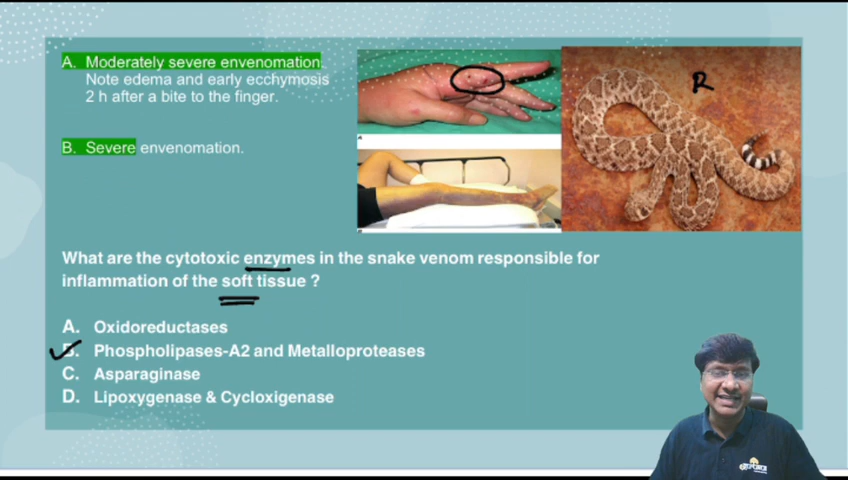 A. Moderately severe envenomation
Note edema and early ecchymosis
2 h after a bite to the finger.
B. Severe envenomation.
R
What are the cytotoxic enzymes in the snake venom responsible for
inflammation of the soft tissue ?
A. Oxidoreductases
B. Phospholipases-A2 and Metalloproteases
C. Asparaginase
D. Lipoxygenase & Cycloxigenase